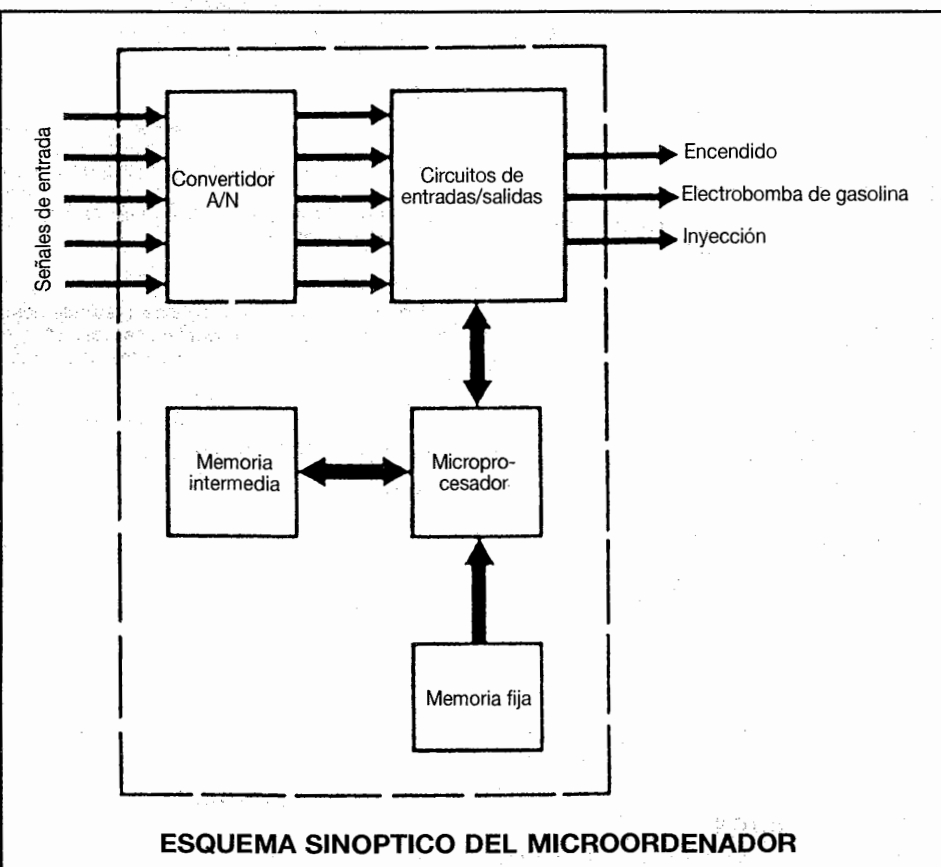 Señales de entrada
Convertidor
A/N
Circuitos de
entradas/salidas
Encendido
Electrobomba de gasolina
Inyección
Memoria
intermedia
Micropro-
cesador
Memoria fija
ESQUEMA SINOPTICO DEL MICROORDENADOR